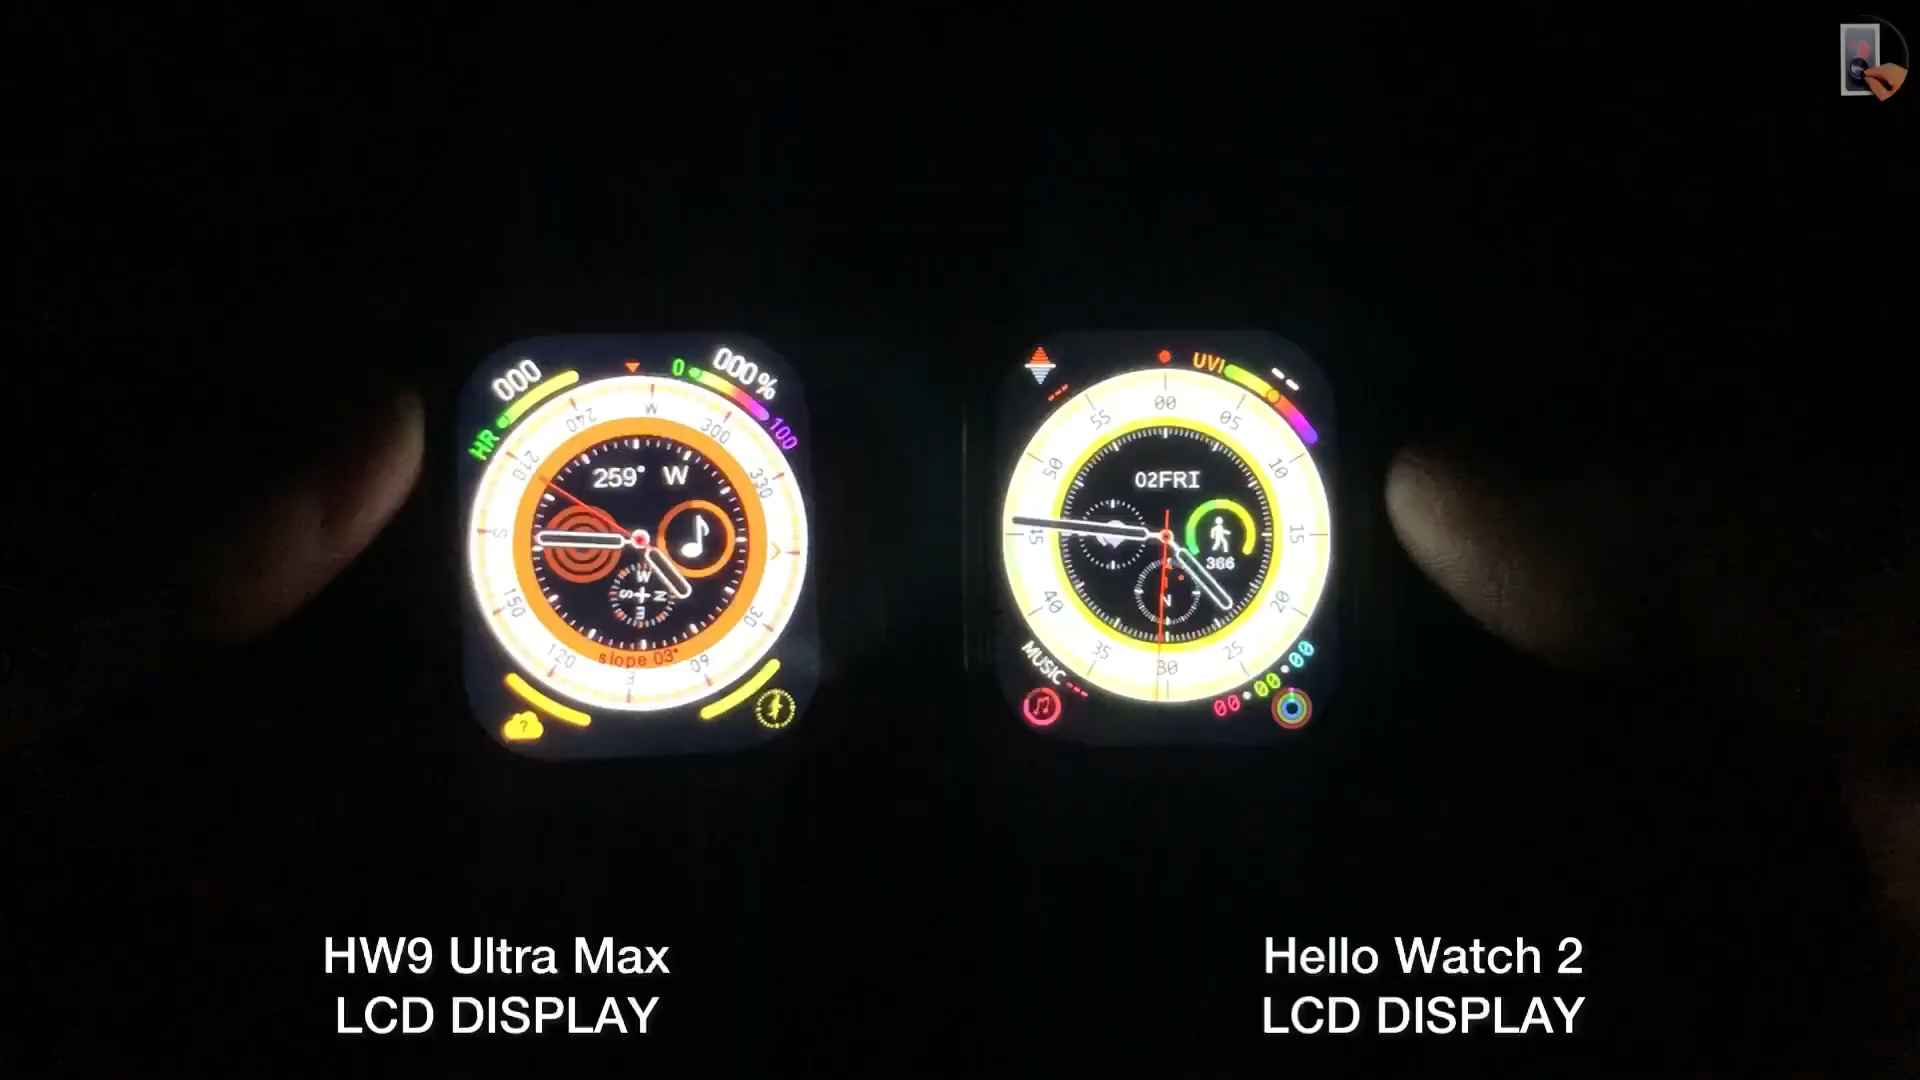 000
HR
0
000%
100
W
300
330
30
60
E
120
150
S
210
240
259° W
W
N
E
S
slope 03°
?
UVI
--
---
00
05
10
15
20
25
30
35
40
45
50
55
02FRI
366
N
MUSIC
---
00•00•00
HW9 Ultra Max
LCD DISPLAY
Hello Watch 2
LCD DISPLAY